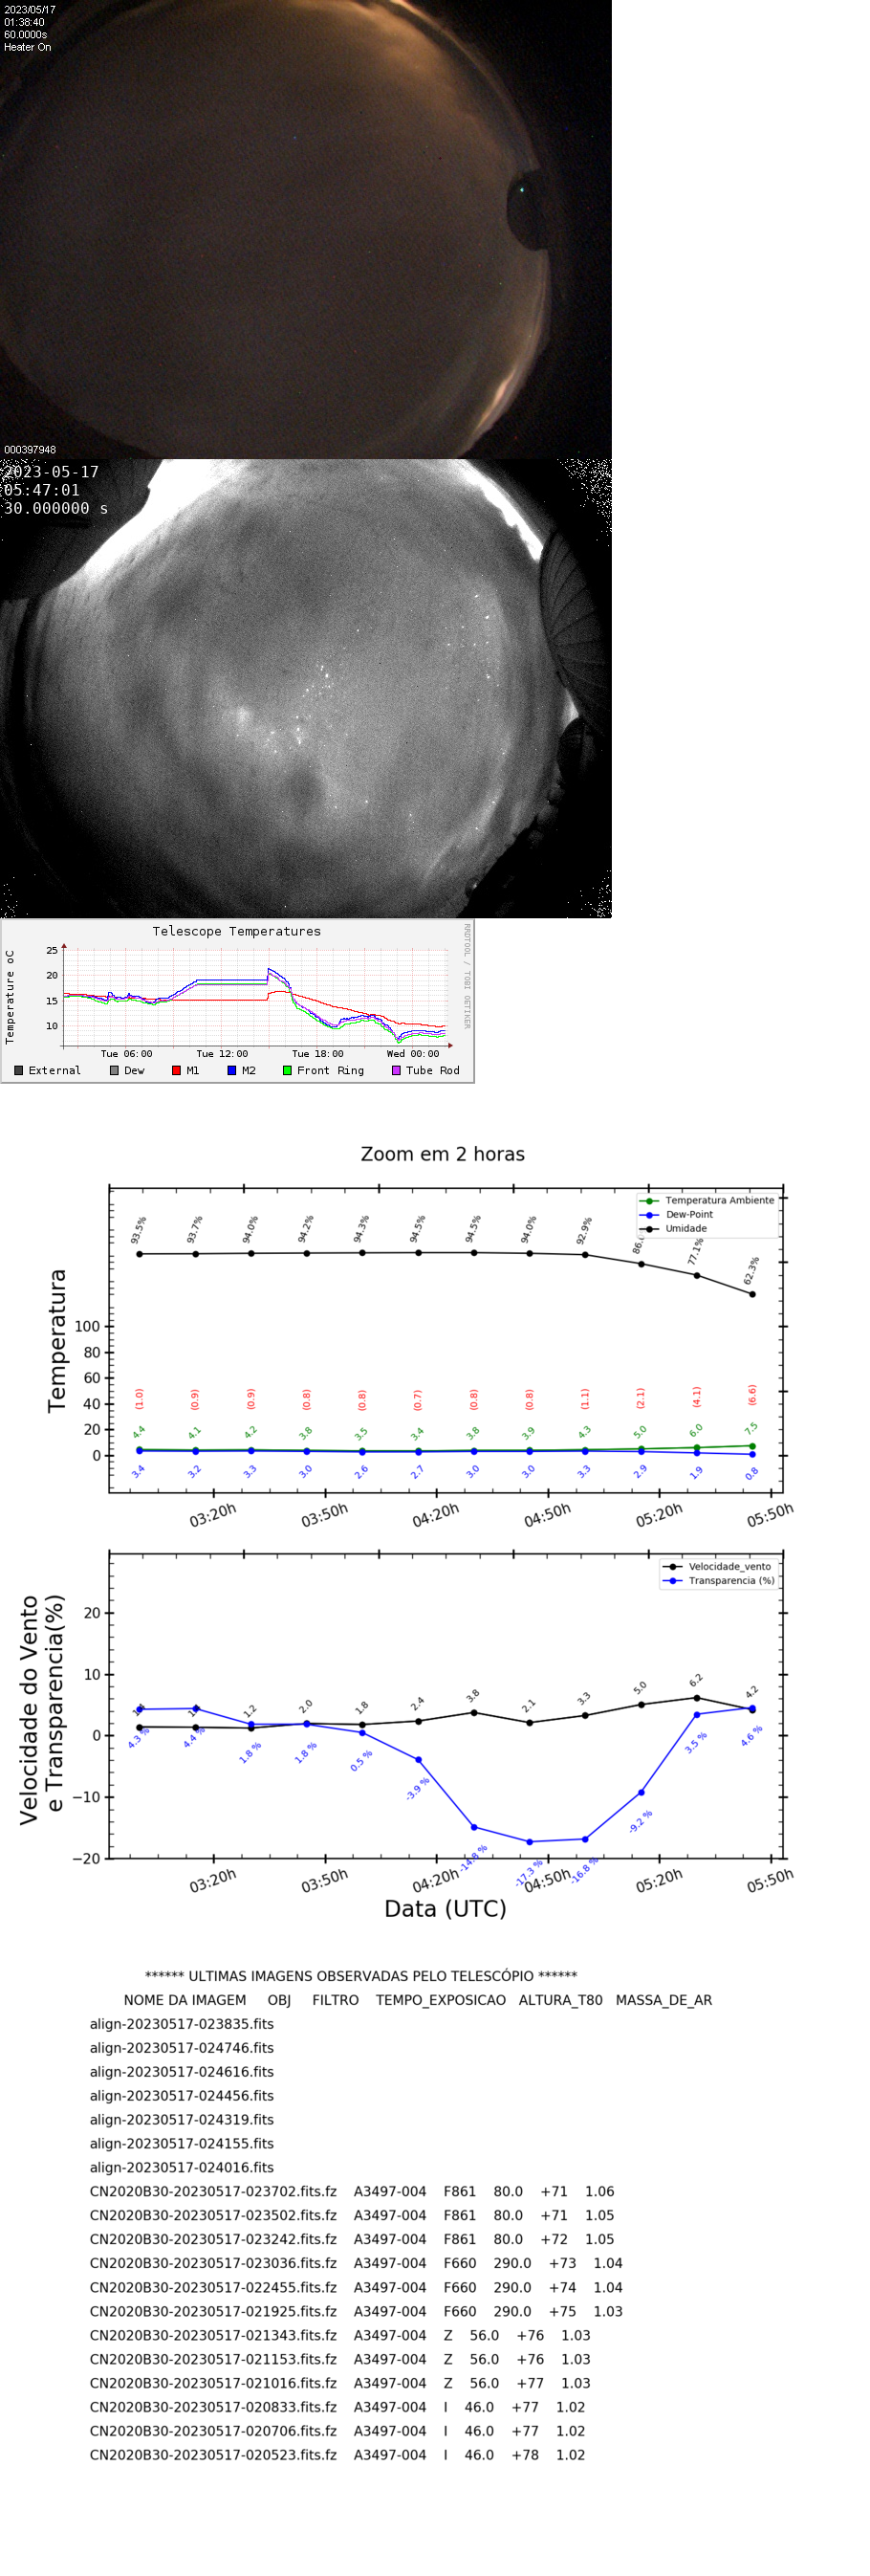 2023/05/17
01:38:40
60.0000s
Heater On
000397948
2023-05-17
05:47:01
30.000000 s
Telescope Temperatures
RRDTOOL / TOBI OETIKER
Temperature oC
25
20
15
10
Tue 06:00 Tue 12:00 Tue 18:00 Wed 00:00
External Dew M1 M2 Front Ring Tube Rod
Zoom em 2 horas
Temperatura Ambiente
Dew-Point
Umidade
93.5% 93.7% 94.0% 94.2% 94.3% 94.5% 94.5% 94.0% 92.9% 77.1% 62.3%
Temperatura
100
80
60
40
20
0
(1.0) (0.9) (0.9) (0.8) (0.8) (0.7) (0.8) (0.8) (1.1) (2.1) (4.1) (6.6)
4.4 4.1 4.2 3.8 3.5 3.4 3.8 3.9 4.3 5.0 6.0 7.5
3.4 3.2 3.3 3.0 2.6 2.7 3.0 3.0 3.3 2.9 1.9 0.8
03:20h 03:50h 04:20h 04:50h 05:20h 05:50h
Velocidade_vento
Transparencia (%)
Velocidade do Vento
e Transparencia(%)
20
10
0
−10
−20
1.2 2.0 1.8 2.4 3.8 2.1 3.3 5.0 6.2 4.2
4.3 % 4.4 % 1.8 % 1.8 % 0.5 % -3.9 % -14.8 % -17.3 % -16.8 % -9.2 % 3.5 % 4.6 %
03:20h 03:50h 04:20h 04:50h 05:20h 05:50h
Data (UTC)
****** ULTIMAS IMAGENS OBSERVADAS PELO TELESCÓPIO ******
NOME DA IMAGEM OBJ FILTRO TEMPO_EXPOSICAO ALTURA_T80 MASSA_DE_AR
align-20230517-023835.fits
align-20230517-024746.fits
align-20230517-024616.fits
align-20230517-024456.fits
align-20230517-024319.fits
align-20230517-024155.fits
align-20230517-024016.fits
CN2020B30-20230517-023702.fits.fz A3497-004 F861 80.0 +71 1.06
CN2020B30-20230517-023502.fits.fz A3497-004 F861 80.0 +71 1.05
CN2020B30-20230517-023242.fits.fz A3497-004 F861 80.0 +72 1.05
CN2020B30-20230517-023036.fits.fz A3497-004 F660 290.0 +73 1.04
CN2020B30-20230517-022455.fits.fz A3497-004 F660 290.0 +74 1.04
CN2020B30-20230517-021925.fits.fz A3497-004 F660 290.0 +75 1.03
CN2020B30-20230517-021343.fits.fz A3497-004 Z 56.0 +76 1.03
CN2020B30-20230517-021153.fits.fz A3497-004 Z 56.0 +76 1.03
CN2020B30-20230517-021016.fits.fz A3497-004 Z 56.0 +77 1.03
CN2020B30-20230517-020833.fits.fz A3497-004 I 46.0 +77 1.02
CN2020B30-20230517-020706.fits.fz A3497-004 I 46.0 +77 1.02
CN2020B30-20230517-020523.fits.fz A3497-004 I 46.0 +78 1.02